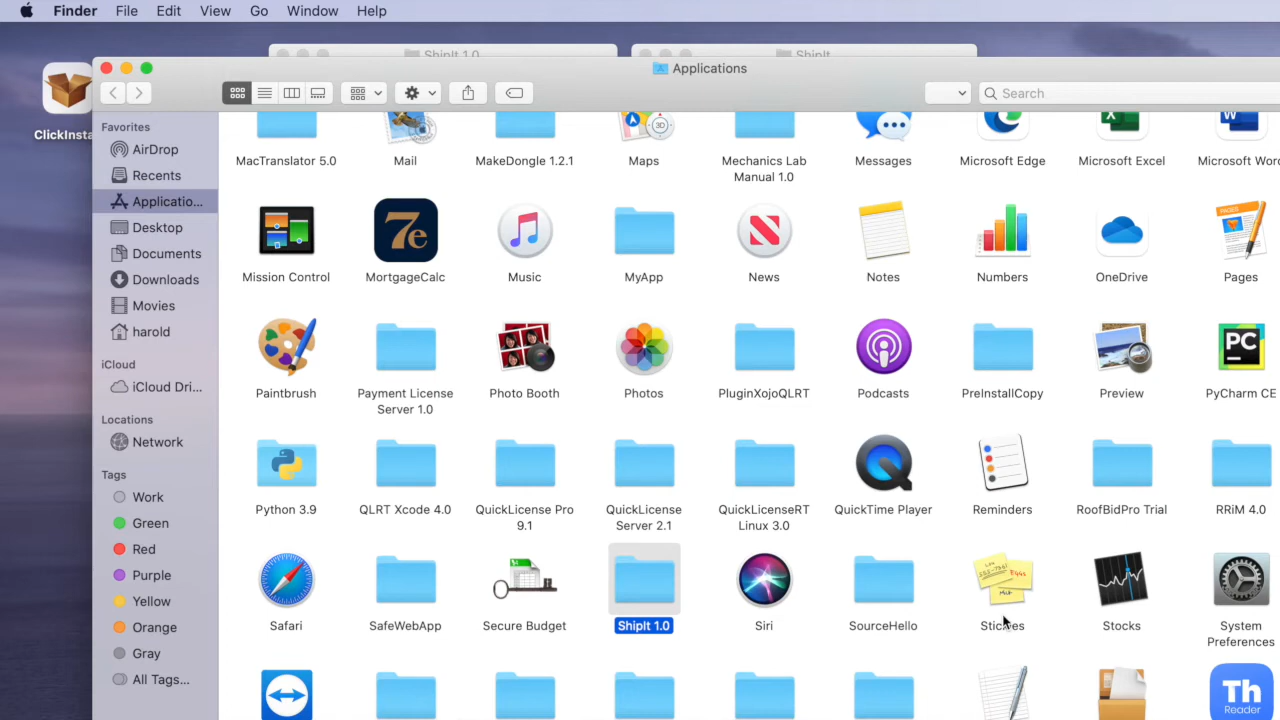 Finder File Edit View Go Window Help
ShipIt 1.0 ShipIt
Applications
Search
ClickInsta
Favorites
AirDrop
Recents
Applicatio...
Desktop
Documents
Downloads
Movies
harold
iCloud
iCloud Dri...
Locations
Network
Tags
Work
Green
Red
Purple
Yellow
Orange
Gray
All Tags...
MacTranslator 5.0 Mail MakeDongle 1.2.1 Maps Mechanics Lab Messages Microsoft Edge Microsoft Excel Microsoft Word
Manual 1.0
Mission Control MortgageCalc Music MyApp News Notes Numbers OneDrive Pages
Paintbrush Payment License Photo Booth Photos PluginXojoQLRT Podcasts PreInstallCopy Preview PyCharm CE
Server 1.0
Python 3.9 QLRT Xcode 4.0 QuickLicense Pro QuickLicense QuickLicenseRT QuickTime Player Reminders RoofBidPro Trial RRiM 4.0
9.1 Server 2.1 Linux 3.0
Safari SafeWebApp Secure Budget ShipIt 1.0 Siri SourceHello Stickies Stocks System
Preferences
7e
3D
PC
Th
Reader